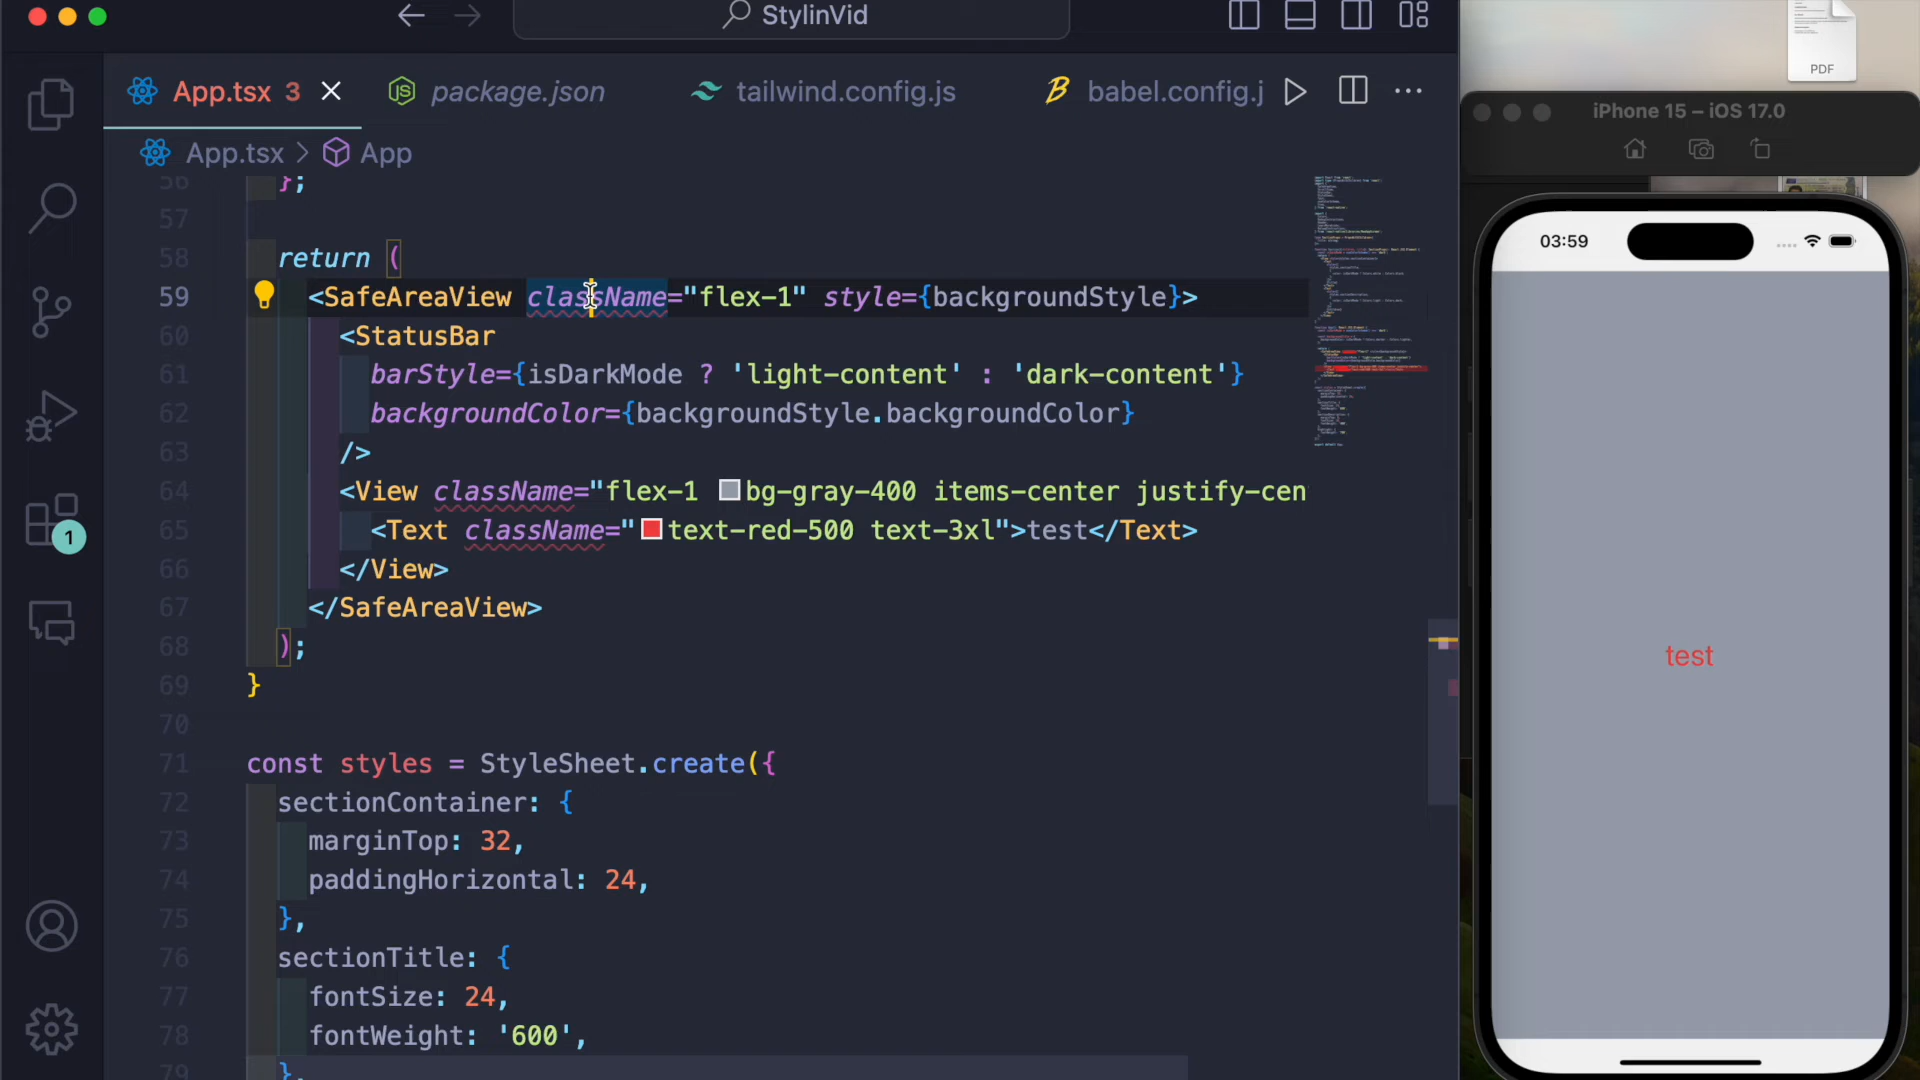 StylinVid
App.tsx 3
package.json
tailwind.config.js
babel.config.j
App.tsx > App
56 };
57
58 return (
59 <SafeAreaView className="flex-1" style={backgroundStyle}>
60 <StatusBar
61 barStyle={isDarkMode ? 'light-content' : 'dark-content'}
62 backgroundColor={backgroundStyle.backgroundColor}
63 />
64 <View className="flex-1 bg-gray-400 items-center justify-cen
65 <Text className="text-red-500 text-3xl">test</Text>
66 </View>
67 </SafeAreaView>
68 );
69 }
70
71 const styles = StyleSheet.create({
72 sectionContainer: {
73 marginTop: 32,
74 paddingHorizontal: 24,
75 },
76 sectionTitle: {
77 fontSize: 24,
78 fontWeight: '600',
79 },
1
PDF
iPhone 15 – iOS 17.0
03:59
test